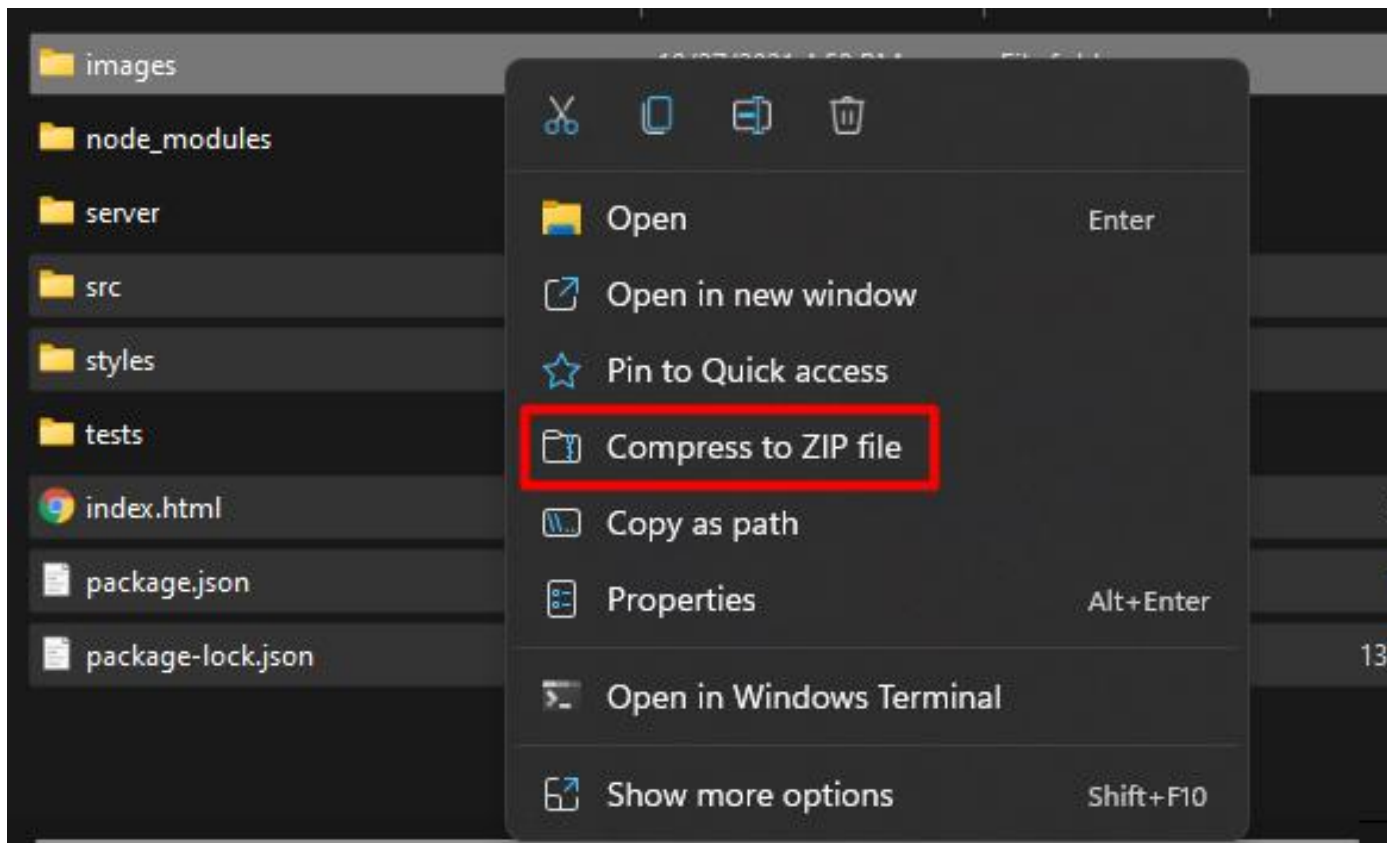 images
node_modules
server
src
styles
tests
index.html
package.json
package-lock.json
13
Open Enter
Open in new window
Pin to Quick access
Compress to ZIP file
Copy as path
Properties Alt+Enter
Open in Windows Terminal
Show more options Shift+F10